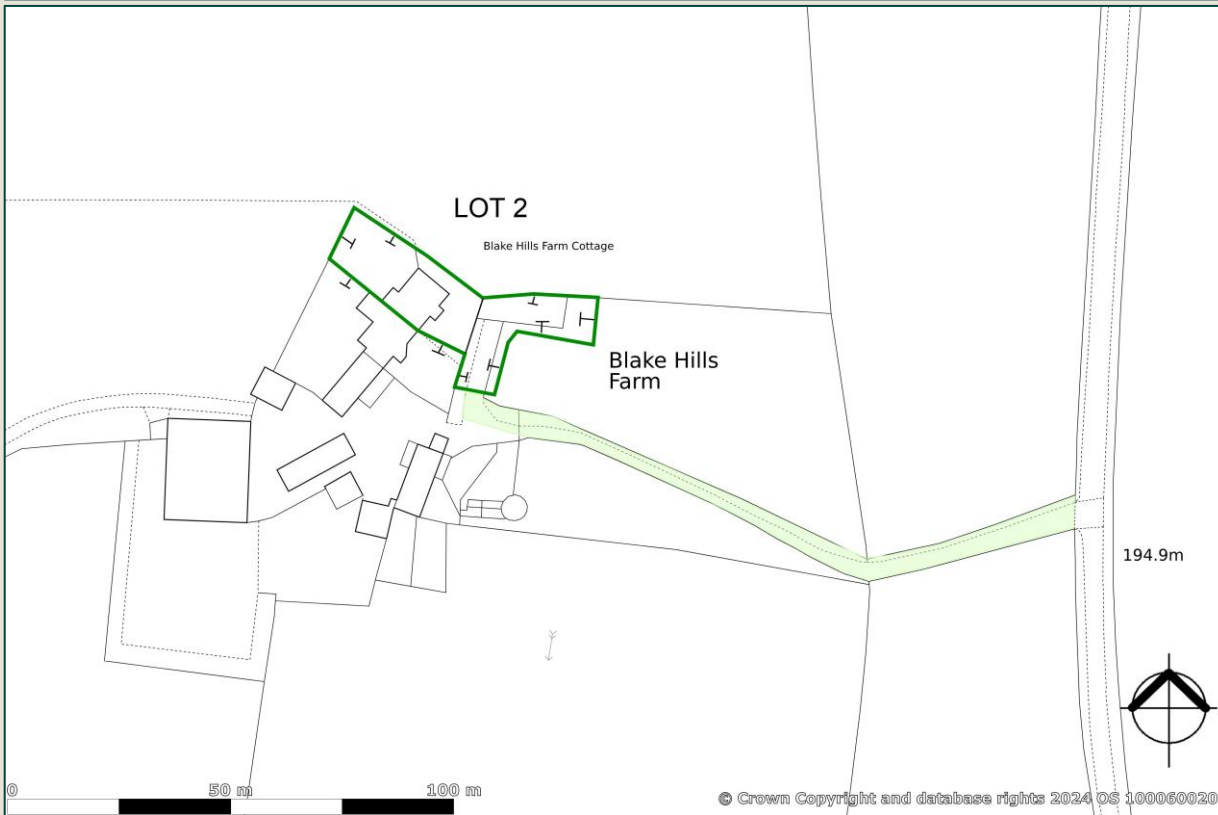 LOT 2
Blake Hills Farm Cottage
Blake Hills
Farm
194.9m
0 50 m 100 m
© Crown Copyright and database rights 2024 OS 100060020